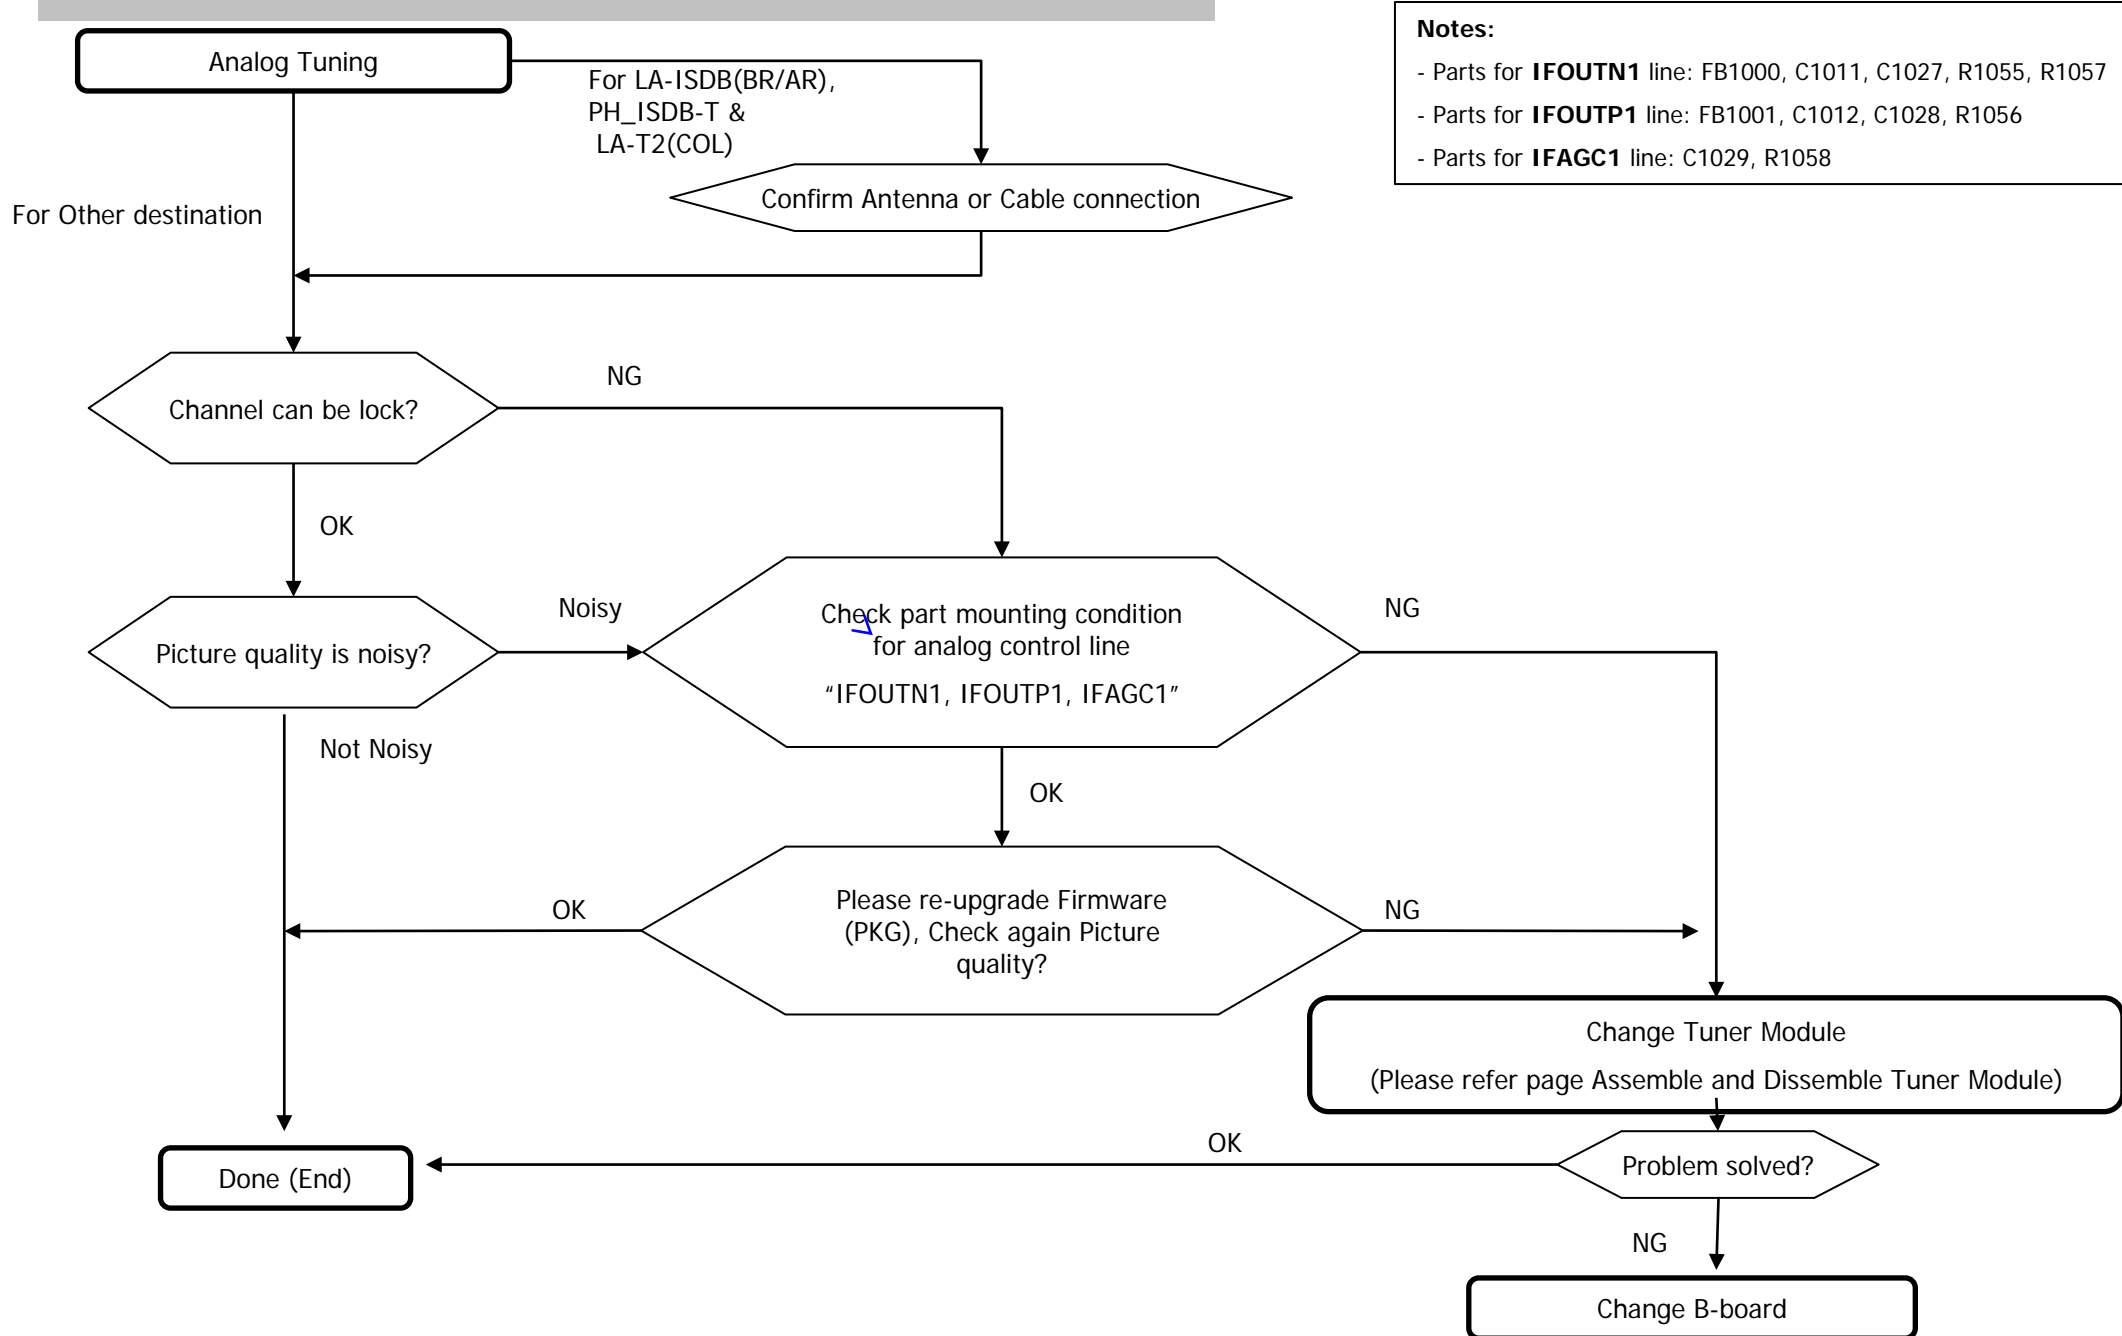 Analog Tuning
For LA-ISDB(BR/AR),
PH_ISDB-T &
LA-T2(COL)
Notes:
- Parts for IFOUTN1 line: FB1000, C1011, C1027, R1055, R1057
- Parts for IFOUTP1 line: FB1001, C1012, C1028, R1056
- Parts for IFAGC1 line: C1029, R1058
Confirm Antenna or Cable connection
For Other destination
Channel can be lock?
NG
OK
Picture quality is noisy?
Noisy
Check part mounting condition
for analog control line
“IFOUTN1, IFOUTP1, IFAGC1”
NG
Not Noisy
OK
OK
Please re-upgrade Firmware
(PKG), Check again Picture
quality?
NG
Change Tuner Module
(Please refer page Assemble and Dissemble Tuner Module)
OK
Problem solved?
Done (End)
NG
Change B-board